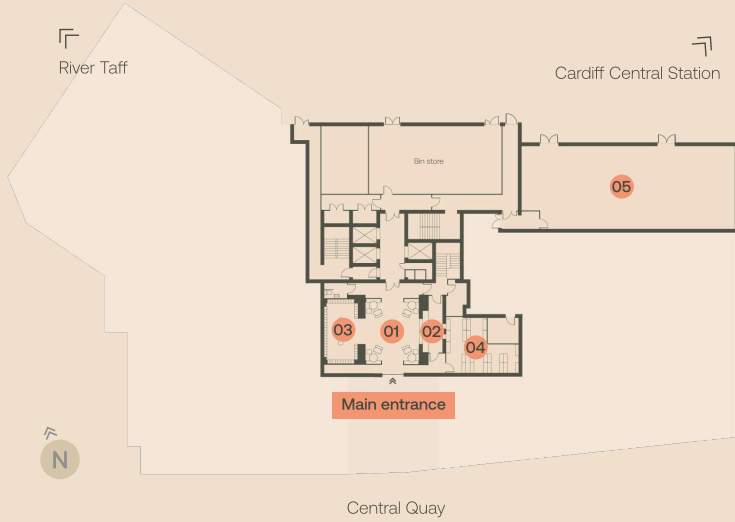 River Taff
Cardiff Central Station
Bin store
05
03
01
02
04
Main entrance
N
Central Quay